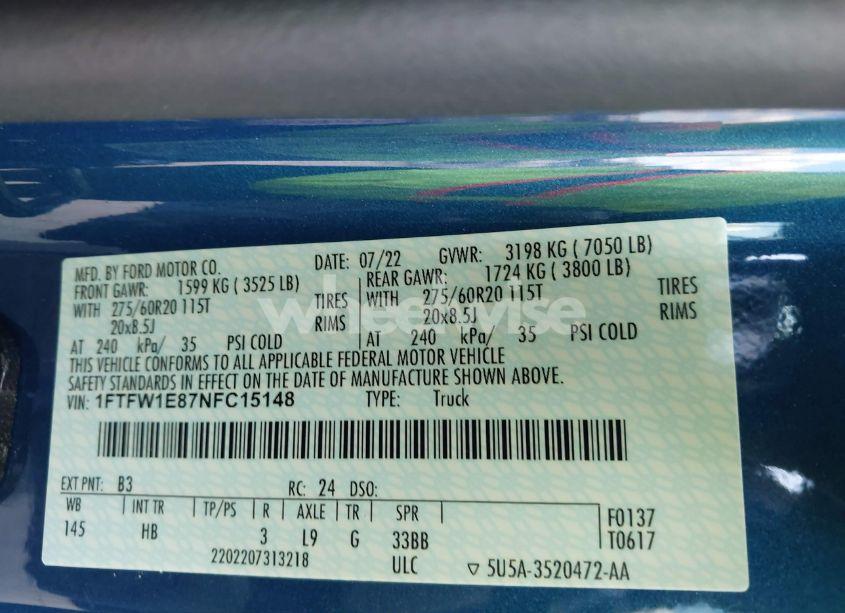 MFD. BY FORD MOTOR CO. DATE: 07/22 GVWR: 3198 KG ( 7050 LB)
FRONT GAWR: 1599 KG ( 3525 LB) REAR GAWR: 1724 KG ( 3800 LB)
WITH 275/60R20 115T TIRES WITH 275/60R20 115T TIRES
20x8.5J RIMS 20x8.5J RIMS
AT 240 kPa/ 35 PSI COLD AT 240 kPa/ 35 PSI COLD
THIS VEHICLE CONFORMS TO ALL APPLICABLE FEDERAL MOTOR VEHICLE
SAFETY STANDARDS IN EFFECT ON THE DATE OF MANUFACTURE SHOWN ABOVE.
VIN: 1FTFW1E87NFC15148 TYPE: Truck
EXT PNT: B3 RC: 24 DSO:
WB INT TR TP/PS R AXLE TR SPR F0137
145 HB 3 L9 G 33BB T0617
2202207313218 ULC ▽ 5U5A-3520472-AA
wheelwise